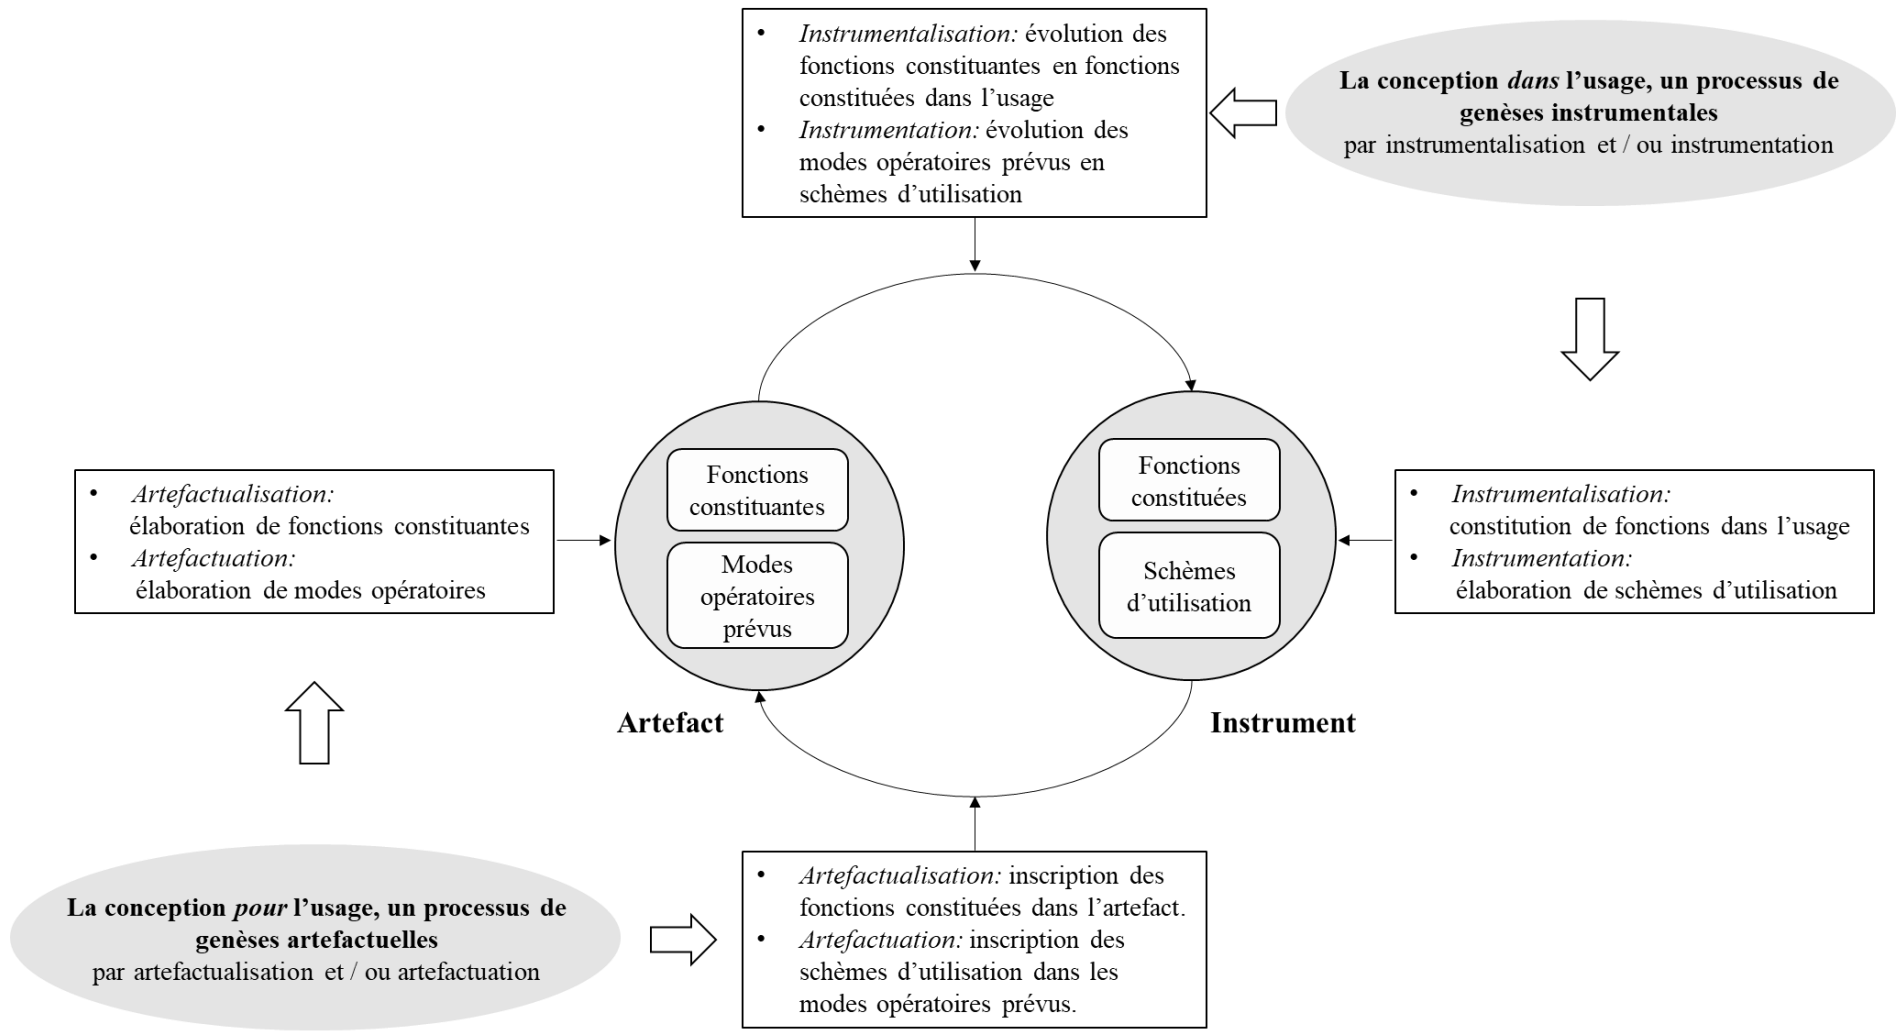 • Instrumentalisation: évolution des
fonctions constituantes en fonctions
constituées dans l’usage
• Instrumentation: évolution des
modes opératoires prévus en
schèmes d’utilisation
La conception dans l’usage, un processus de
genèses instrumentales
par instrumentalisation et / ou instrumentation
• Artefactualisation:
élaboration de fonctions constituantes
• Artefactuation:
élaboration de modes opératoires
Fonctions
constituantes
Modes
opératoires
prévus
Artefact
Fonctions
constituées
Schèmes
d’utilisation
Instrument
• Instrumentalisation:
constitution de fonctions dans l’usage
• Instrumentation:
élaboration de schèmes d’utilisation
La conception pour l’usage, un processus de
genèses artefactuelles
par artefactualisation et / ou artefactuation
• Artefactualisation: inscription des
fonctions constituées dans l’artefact.
• Artefactuation: inscription des
schèmes d’utilisation dans les
modes opératoires prévus.